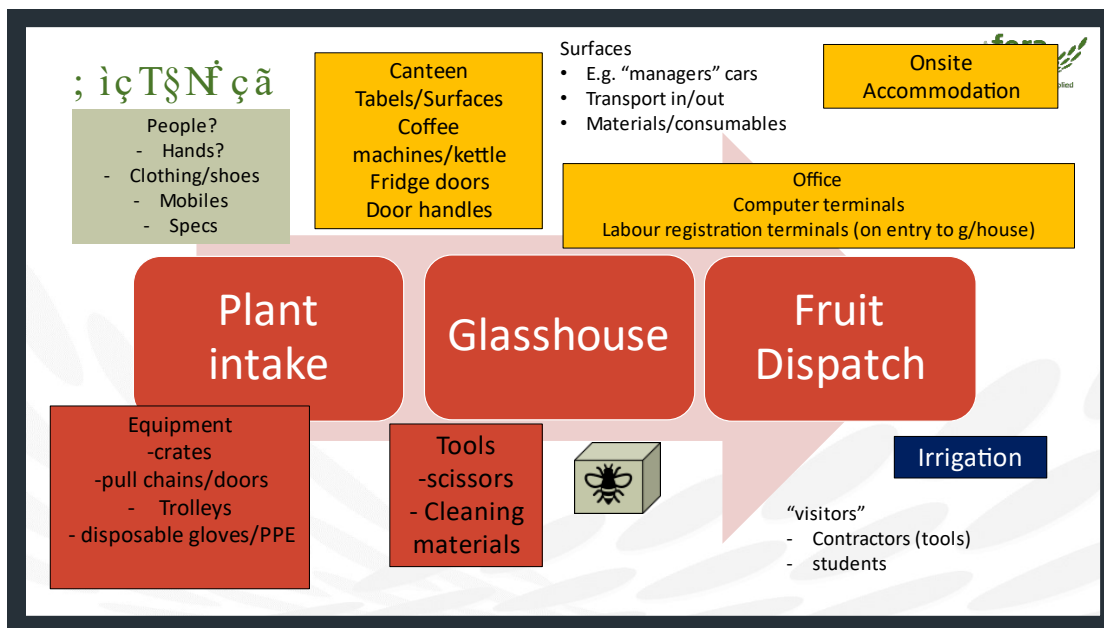 People?
- Hands?
- Clothing/shoes
- Mobiles
- Specs
Canteen
Tabels/Surfaces
Coffee
machines/kettle
Fridge doors
Door handles
Surfaces
• E.g. “managers” cars
• Transport in/out
• Materials/consumables
Onsite
Accommodation
Office
Computer terminals
Labour registration terminals (on entry to g/house)
Plant
intake
Glasshouse
Fruit
Dispatch
Equipment
-crates
-pull chains/doors
- Trolleys
- disposable gloves/PPE
Tools
-scissors
- Cleaning
materials
Irrigation
“visitors”
- Contractors (tools)
- students